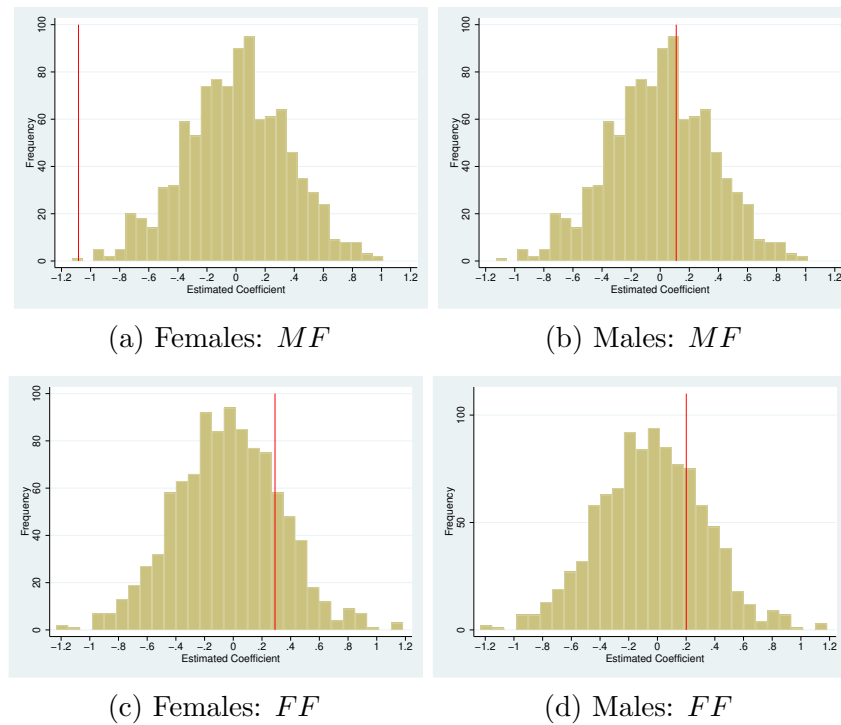 100
80
60
40
20
0
Frequency
−1.2 −1 −.8 −.6 −.4 −.2 0 .2 .4 .6 .8 1 1.2
Estimated Coefficient
(a) Females: MF
100
80
60
40
20
0
Frequency
−1.2 −1 −.8 −.6 −.4 −.2 0 .2 .4 .6 .8 1 1.2
Estimated Coefficient
(b) Males: MF
100
80
60
40
20
0
Frequency
−1.2 −1 −.8 −.6 −.4 −.2 0 .2 .4 .6 .8 1 1.2
Estimated Coefficient
(c) Females: FF
100
50
0
Frequency
−1.2 −1 −.8 −.6 −.4 −.2 0 .2 .4 .6 .8 1 1.2
Estimated Coefficient
(d) Males: FF